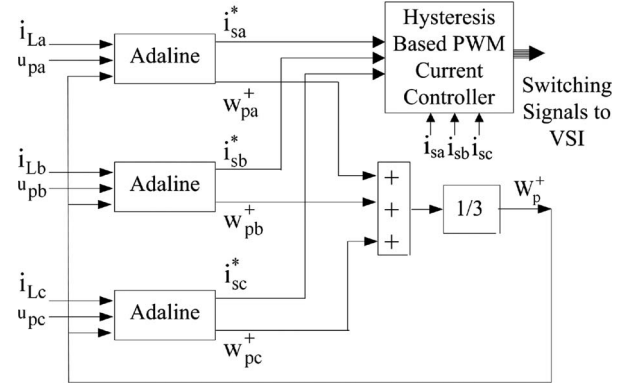 i_La
u_pa
Adaline
i*_sa
w+_pa
Hysteresis
Based PWM
Current
Controller
Switching
Signals to
VSI
i_sa i_sb i_sc
i_Lb
u_pb
Adaline
i*_sb
w+_pb
+
+
+
1/3
W+_p
i_Lc
u_pc
Adaline
i*_sc
w+_pc